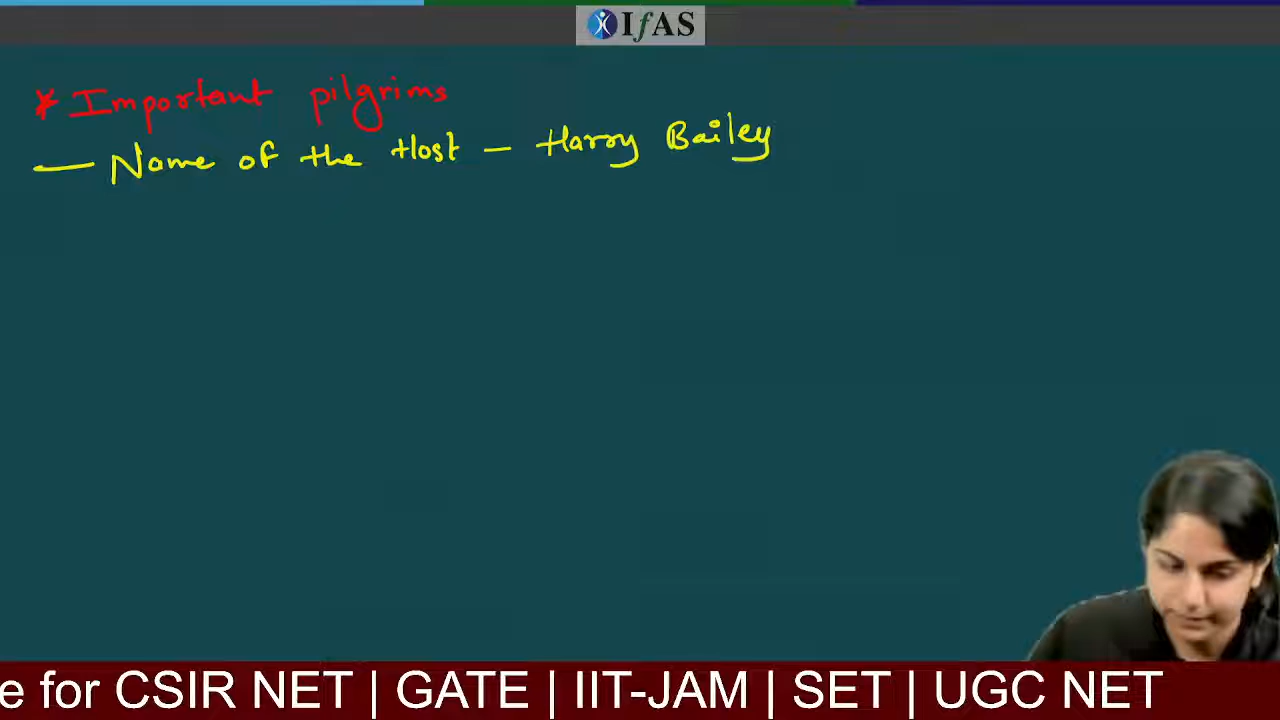 IfAS
* Important pilgrims
— Name of the Host – Harry Bailey
e for CSIR NET | GATE | IIT-JAM | SET | UGC NET